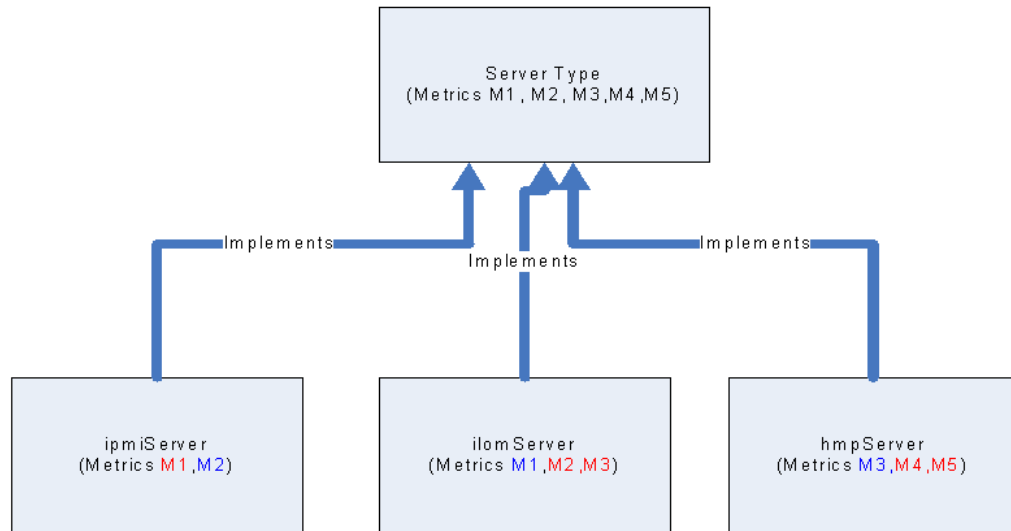 Server Type
(Metrics M1, M2, M3,M4,M5)
Implements
Implements
Implements
ipmiServer
(Metrics M1,M2)
ilomServer
(Metrics M1,M2,M3)
hmpServer
(Metrics M3,M4,M5)